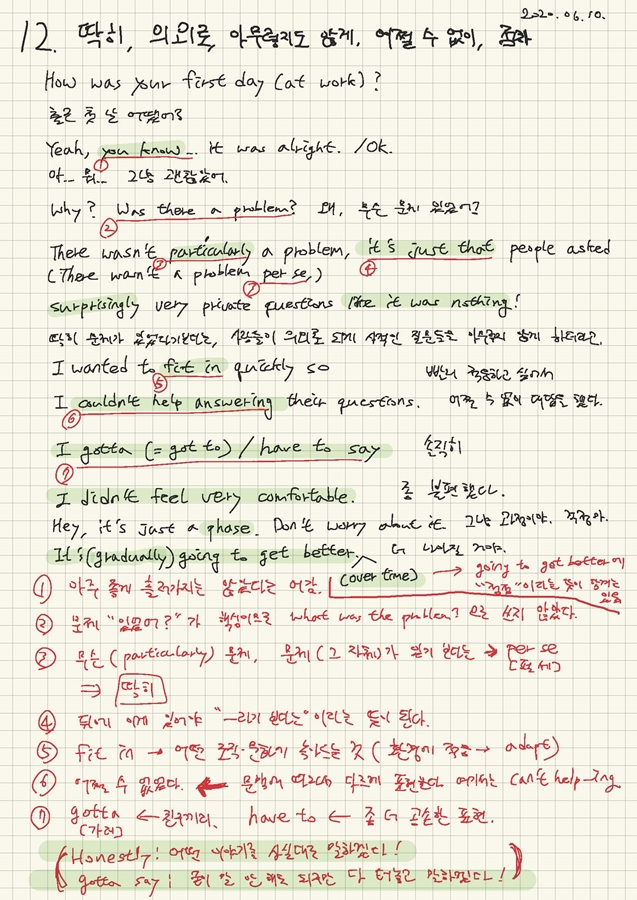 2020.06.10.
12. 딱히, 의외로, 아무렇지도 않게, 어쩔 수 없이, 점차
How was your first day (at work)?
출근 첫 날 어땠어?
Yeah, you know... it was alright. /Ok.
①
아... 뭐... 그냥 괜찮았어.
Why? Was there a problem? 왜, 무슨 문제 있었어?
②
There wasn't particularly a problem, it's just that people asked
③ ④
(There wasn't a problem per se,)
③
surprisingly very private questions like it was nothing!
딱히 문제가 있었다기보다는, 사람들이 의외로 되게 사적인 질문들을 아무렇지 않게 하더라고.
I wanted to fit in quickly so 빨리 적응하고 싶어서
⑤
I couldn't help answering their questions. 어쩔 수 없이 대답을 했다.
⑥
I gotta (= got to) / have to say 솔직히
⑦
I didn't feel very comfortable. 좀 불편했다.
Hey, it's just a phase. Don't worry about it. 그냥 과정이야. 걱정마.
It's (gradually) going to get better. 더 나아질 거야.
(over time) → going to get better에
"점점"이라는 뜻이 담겨는
있음
① 아주 좋게 흘러가지는 않았다는 어감.
② 문제 "있었어?"가 핵심이므로 what was the problem? 으로 쓰지 않았다.
③ 무슨 (particularly) 문제, 문제(그 자체)가 있기 보다는 → per se
[펄 세]
⇒ 딱히
④ 뒤에 이게 있어야 "~라기 보다는"이라는 뜻이 된다.
⑤ fit in → 어떤 조직·문화에 녹아드는 것 (환경에 적응 → adapt)
⑥ 어쩔 수 없었다. ← 문맥에 따라 다르게 표현한다. 여기서는 can't help -ing
⑦ gotta ← 친구끼리. have to ← 좀 더 공손한 표현.
[가러]
(Honestly: 어떤 이야기를 사실대로 말하겠다!
gotta say: 굳이 말 안 해도 되지만 다 터놓고 말하겠다!)